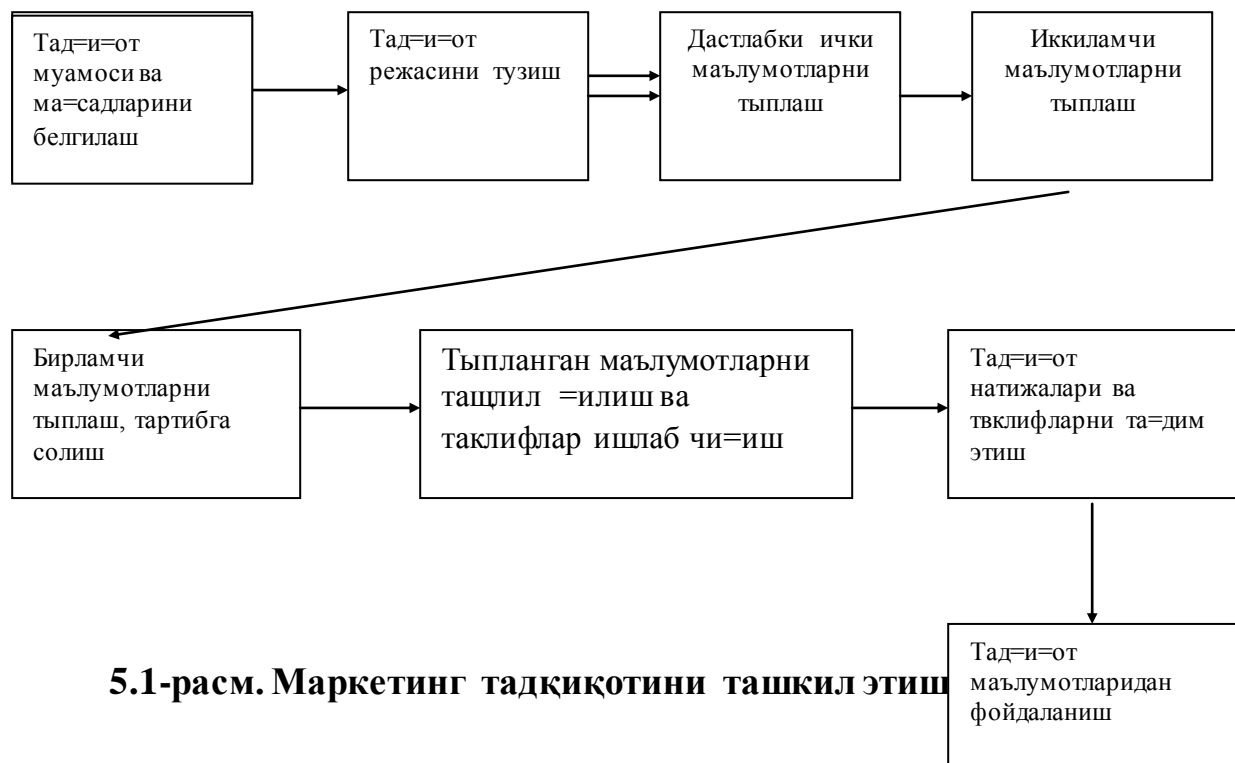 Тад=и=от
муамоси ва
ма=садларини
белгилаш
Тад=и=от
режасини тузиш
Дастлабки ички
маълумотларни
тыплаш
Иккиламчи
маълумотларни
тыплаш
Бирламчи
маълумотларни
тыплаш, тартибга
солиш
Тыпланган маълумотларни
тащлил =илиш ва
таклифлар ишлаб чи=иш
Тад=и=от
натижалари ва
твклифларни та=дим
этиш
Тад=и=от
маълумотларидан
фойдаланиш
5.1-расм. Маркетинг тадқиқотини ташкил этиш